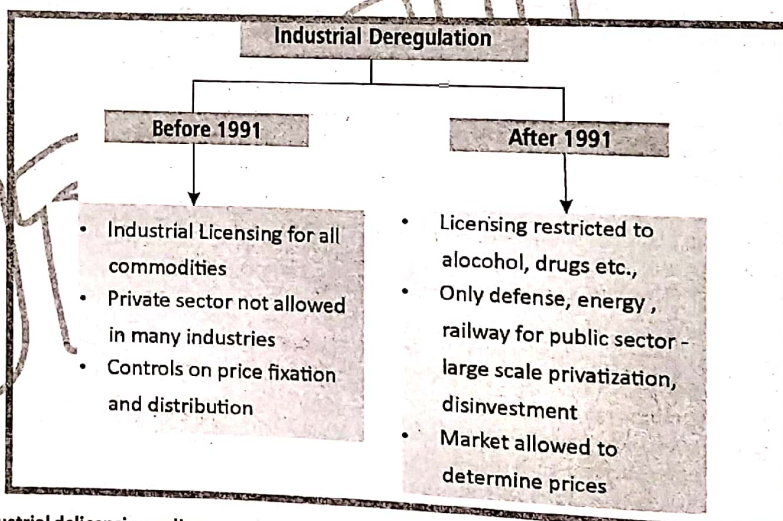 Industrial Deregulation
Before 1991
• Industrial Licensing for all
commodities
• Private sector not allowed
in many industries
• Controls on price fixation
and distribution
After 1991
• Licensing restricted to
alocohol, drugs etc.,
• Only defense, energy ,
railway for public sector -
large scale privatization,
disinvestment
• Market allowed to
determine prices